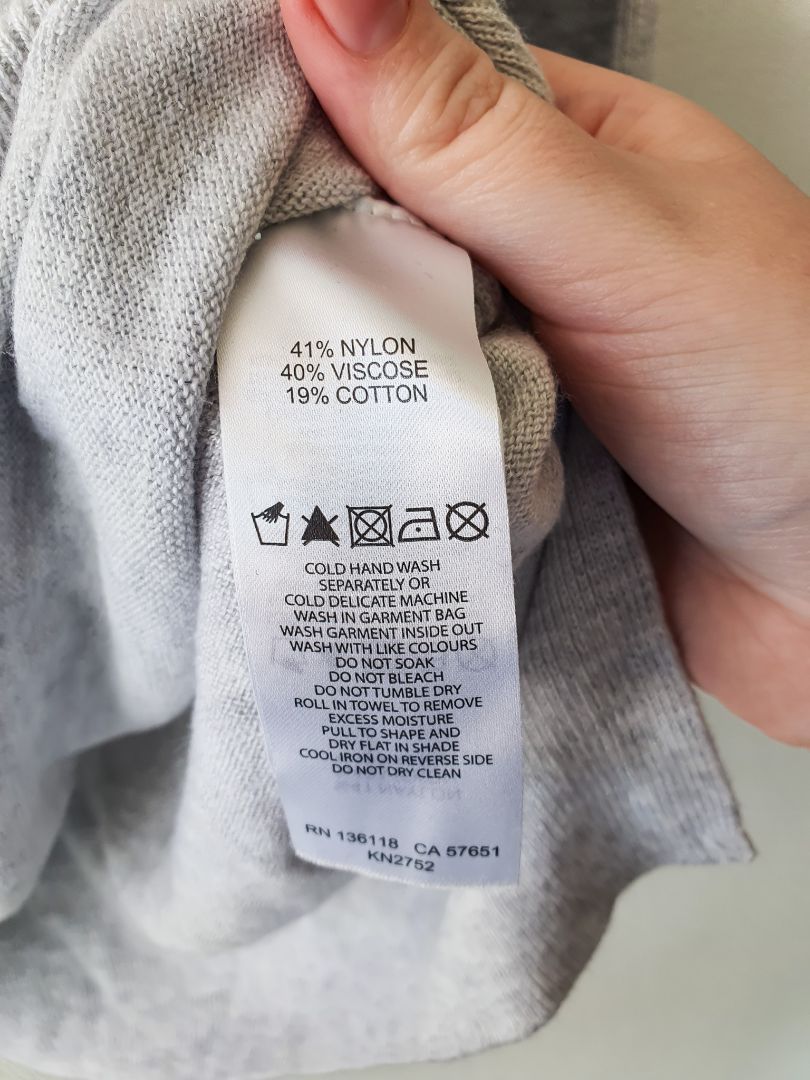 41% NYLON
40% VISCOSE
19% COTTON
COLD HAND WASH
SEPARATELY OR
COLD DELICATE MACHINE
WASH IN GARMENT BAG
WASH GARMENT INSIDE OUT
WASH WITH LIKE COLOURS
DO NOT SOAK
DO NOT BLEACH
DO NOT TUMBLE DRY
ROLL IN TOWEL TO REMOVE
EXCESS MOISTURE
PULL TO SHAPE AND
DRY FLAT IN SHADE
COOL IRON ON REVERSE SIDE
DO NOT DRY CLEAN
RN 136118 CA 57651
KN2752